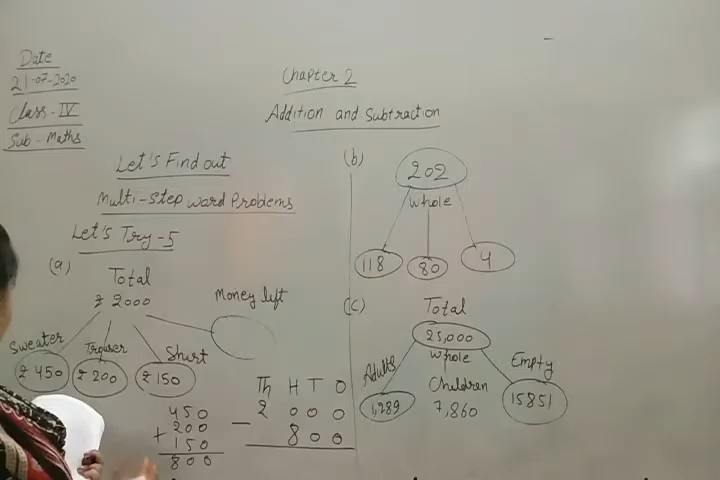 Date
21-07-2020
Class-IV
Sub-Maths
Chapter 2
Addition and Subtraction
Let's Find out
Multi-step word Problems
Let's Try-5
(a)
Total
₹ 2000
Money left
Sweater
Trouser
Shirt
₹ 450
₹ 200
₹ 150
450
200
+ 150
800
Th H T O
2 0 0 0
- 8 0 0
(b)
202
whole
118
80
4
(c)
Total
25,000
whole
Adults
Children
Empty
1,289
7,860
15851